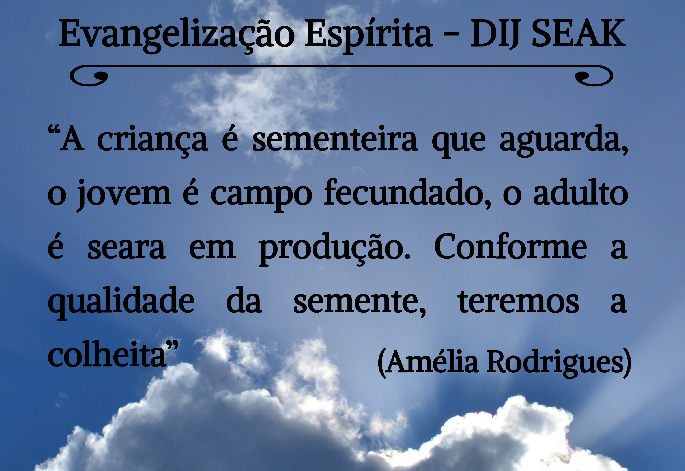 Evangelização Espírita – DIJ SEAK
“A criança é sementeira que aguarda,
o jovem é campo fecundado, o adulto
é seara em produção. Conforme a
qualidade da semente, teremos a
colheita”
(Amélia Rodrigues)